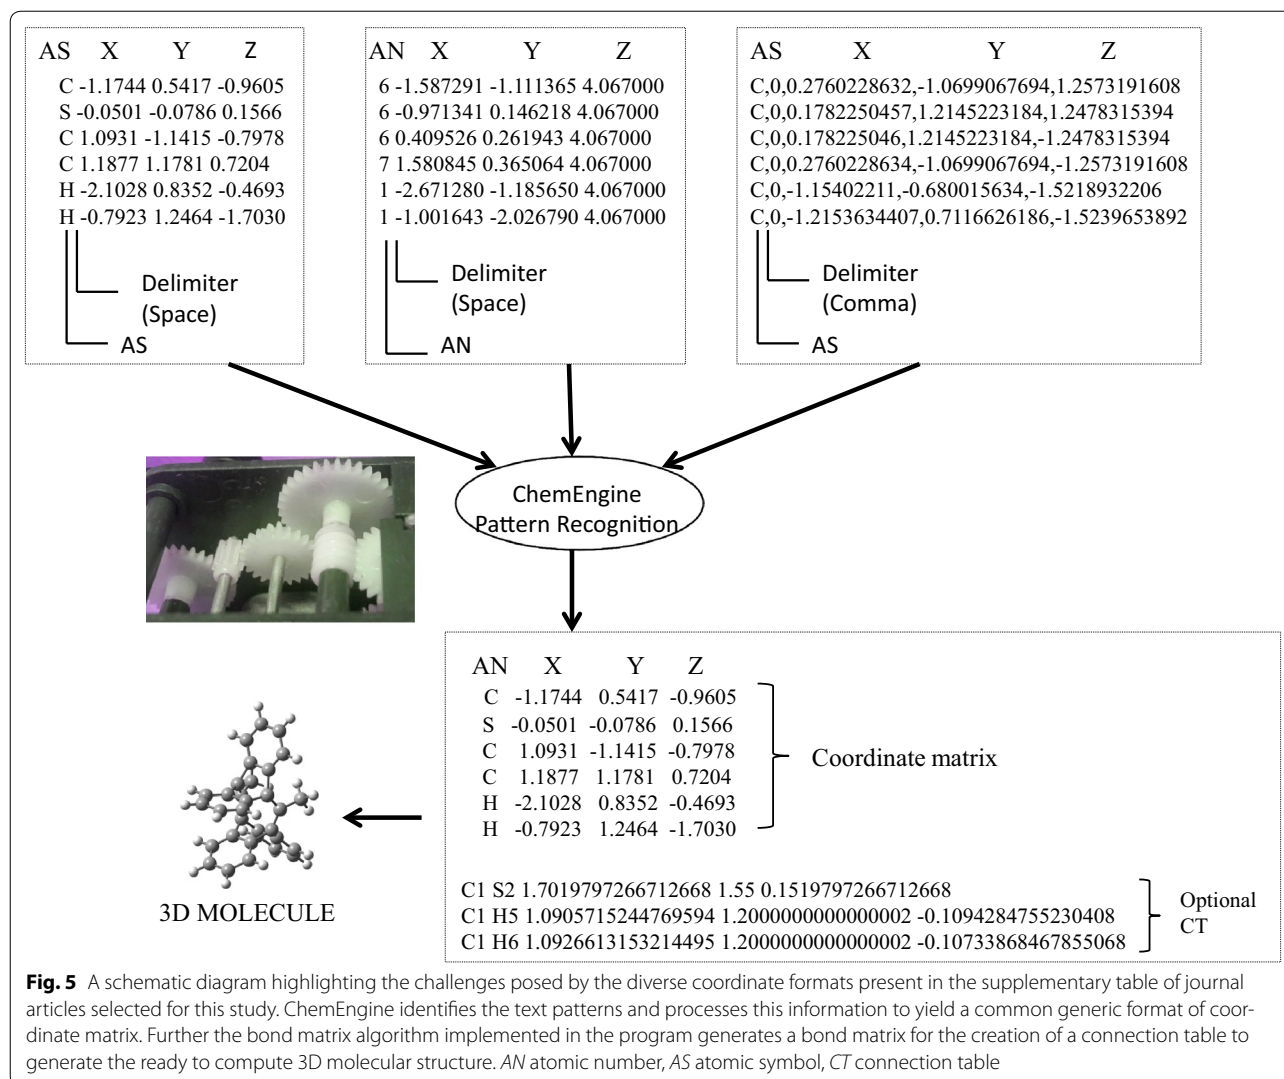 AS X Y Z
C -1.1744 0.5417 -0.9605
S -0.0501 -0.0786 0.1566
C 1.0931 -1.1415 -0.7978
C 1.1877 1.1781 0.7204
H -2.1028 0.8352 -0.4693
H -0.7923 1.2464 -1.7030
Delimiter
(Space)
AS
AN X Y Z
6 -1.587291 -1.111365 4.067000
6 -0.971341 0.146218 4.067000
6 0.409526 0.261943 4.067000
7 1.580845 0.365064 4.067000
1 -2.671280 -1.185650 4.067000
1 -1.001643 -2.026790 4.067000
Delimiter
(Space)
AN
AS X Y Z
C,0,0.2760228632,-1.0699067694,1.2573191608
C,0,0.1782250457,1.2145223184,1.2478315394
C,0,0.178225046,1.2145223184,-1.2478315394
C,0,0.2760228634,-1.0699067694,-1.2573191608
C,0,-1.15402211,-0.680015634,-1.5218932206
C,0,-1.2153634407,0.7116626186,-1.5239653892
Delimiter
(Comma)
AS
ChemEngine
Pattern Recognition
AN X Y Z
C -1.1744 0.5417 -0.9605
S -0.0501 -0.0786 0.1566
C 1.0931 -1.1415 -0.7978
C 1.1877 1.1781 0.7204
H -2.1028 0.8352 -0.4693
H -0.7923 1.2464 -1.7030
Coordinate matrix
C1 S2 1.7019797266712668 1.55 0.1519797266712668
C1 H5 1.0905715244769594 1.2000000000000002 -0.1094284755230408
C1 H6 1.0926613153214495 1.2000000000000002 -0.10733868467855068
Optional
CT
3D MOLECULE
Fig. 5 A schematic diagram highlighting the challenges posed by the diverse coordinate formats present in the supplementary table of journal
articles selected for this study. ChemEngine identifies the text patterns and processes this information to yield a common generic format of coor-
dinate matrix. Further the bond matrix algorithm implemented in the program generates a bond matrix for the creation of a connection table to
generate the ready to compute 3D molecular structure. AN atomic number, AS atomic symbol, CT connection table